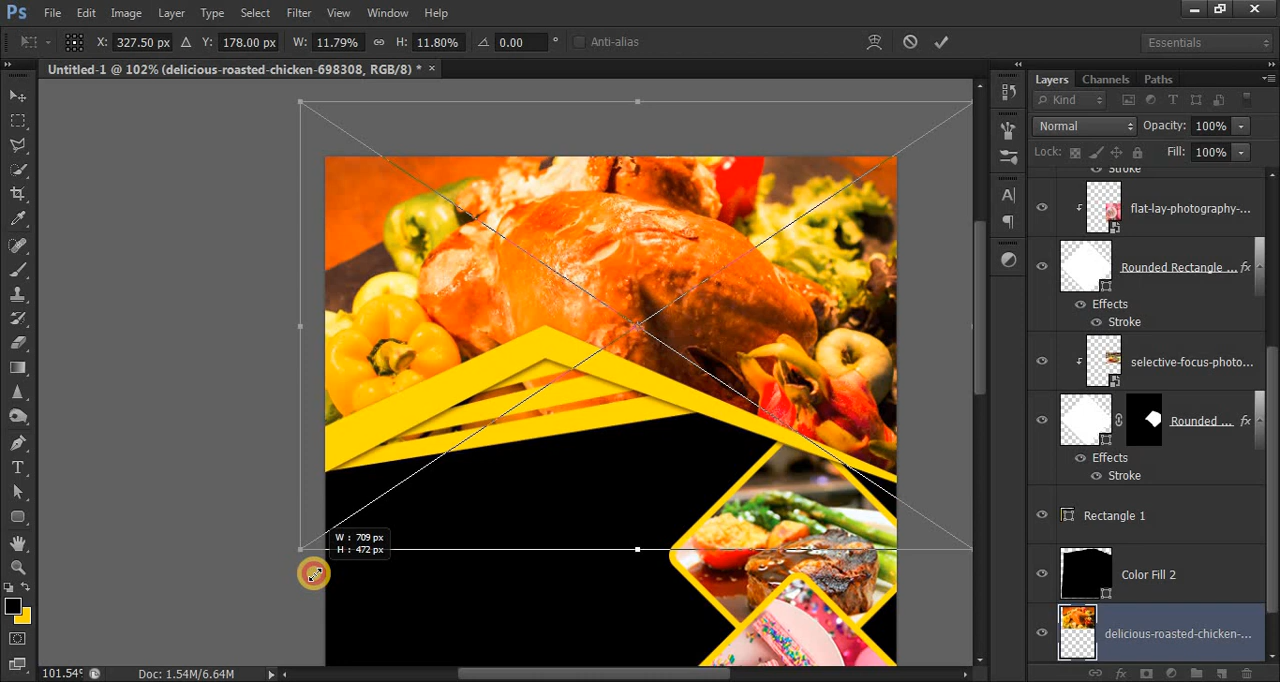 Ps File Edit Image Layer Type Select Filter View Window Help
X: 327.50 px Y: 178.00 px W: 11.79% H: 11.80% 0.00 ° Anti-alias Essentials
Untitled-1 @ 102% (delicious-roasted-chicken-698308, RGB/8) * ×
Layers Channels Paths
Kind
Normal Opacity: 100%
Lock: Fill: 100%
Stroke
flat-lay-photography-...
Rounded Rectangle ... fx
Effects
Stroke
selective-focus-photo...
Rounded ... fx
Effects
Stroke
Rectangle 1
W : 709 px
H : 472 px
Color Fill 2
delicious-roasted-chicken-...
101.54% Doc: 1.54M/6.64M